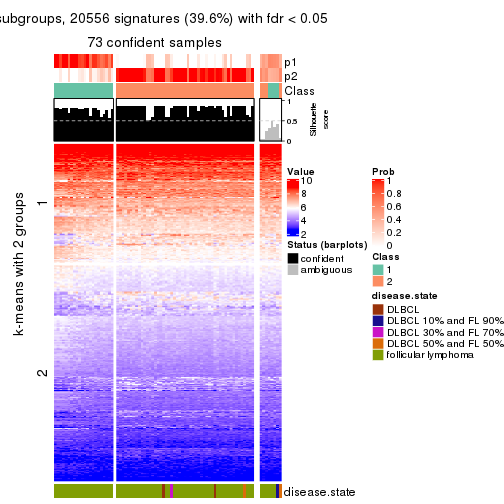 subgroups, 20556 signatures (39.6%) with fdr < 0.05
73 confident samples
p1
p2
Class
1
0.5
0
Silhouette
score
k-means with 2 groups
1
2
Value
10
8
6
4
2
Status (barplots)
confident
ambiguous
Prob
1
0.8
0.6
0.4
0.2
0
Class
1
2
disease.state
DLBCL
DLBCL 10% and FL 90%
DLBCL 30% and FL 70%
DLBCL 50% and FL 50%
follicular lymphoma
disease.state